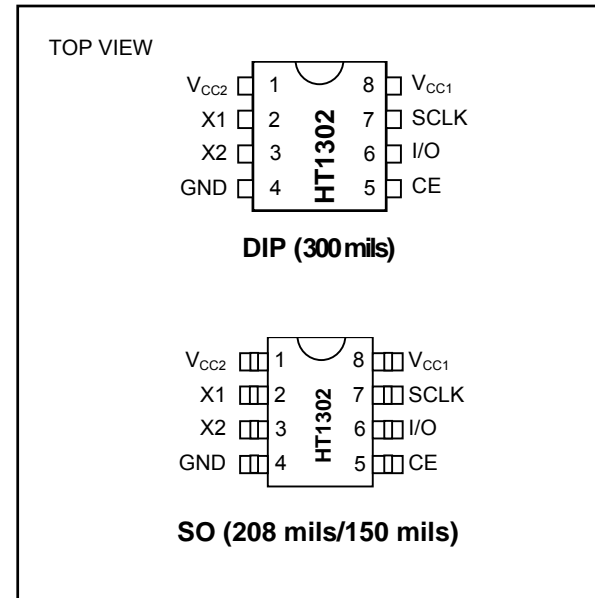 TOP VIEW
VCC2 1 8 VCC1
X1 2 7 SCLK
X2 3 6 I/O
GND 4 5 CE
HT1302
DIP (300 mils)
VCC2 1 8 VCC1
X1 2 7 SCLK
X2 3 6 I/O
GND 4 5 CE
HT1302
SO (208 mils/150 mils)